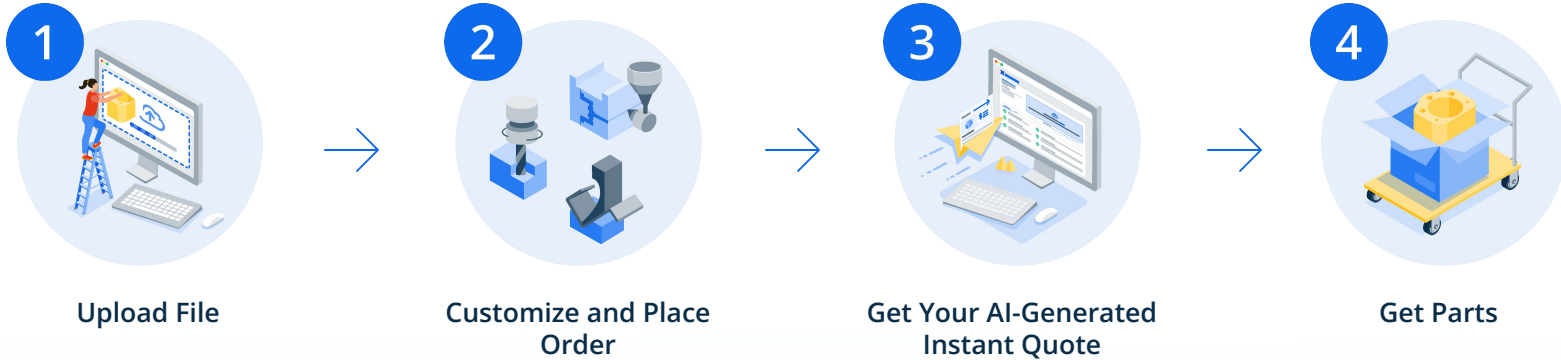 1
Upload File
2
Customize and Place
Order
3
Get Your AI-Generated
Instant Quote
4
Get Parts